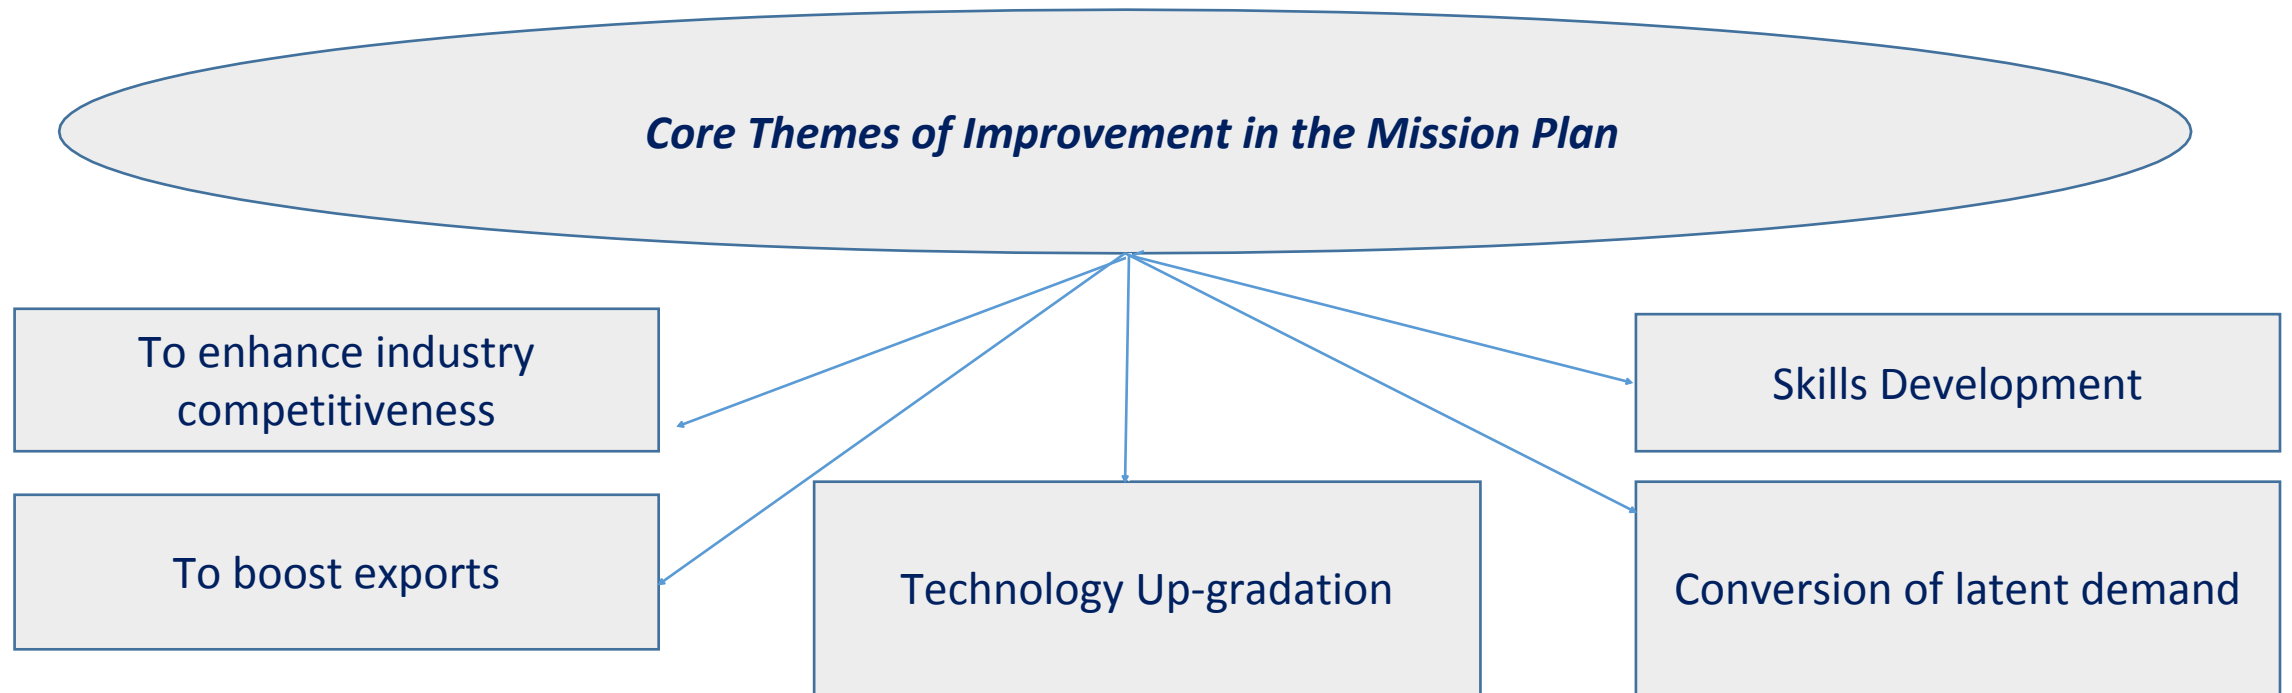 Core Themes of Improvement in the Mission Plan
To enhance industry
competitiveness
Skills Development
To boost exports
Technology Up-gradation
Conversion of latent demand